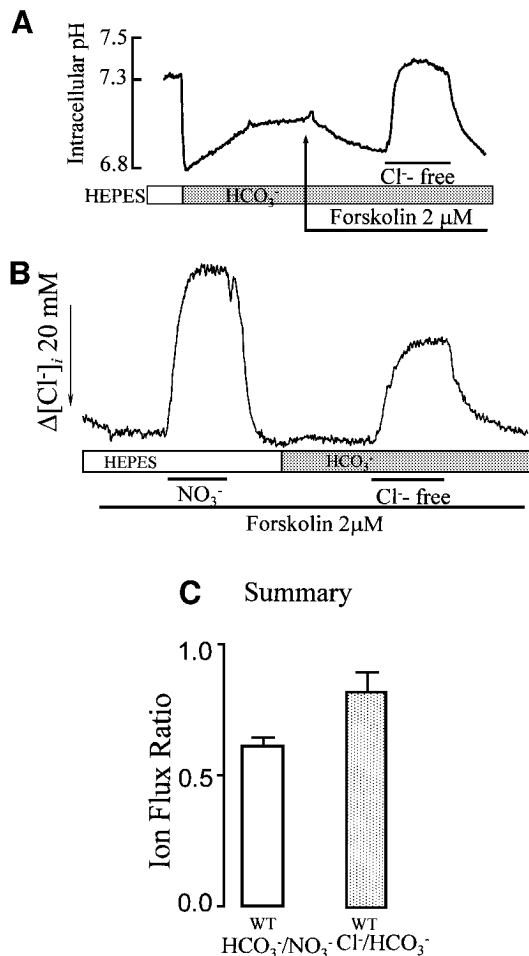 A
Intracellular pH
7.5
7.3
6.8
Cl⁻- free
HEPES HCO₃⁻
Forskolin 2 μM
B
Δ[Cl⁻]ᵢ 20 mM
HEPES HCO₃⁻
NO₃⁻ Cl⁻- free
Forskolin 2μM
C Summary
Ion Flux Ratio
1.0
0.5
0.0
WT WT
HCO₃⁻/NO₃⁻ Cl⁻/HCO₃⁻